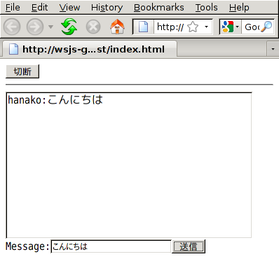 File Edit View History Bookmarks Tools Help
http://
http://wsjs-g...st/index.html
切断
hanako:こんにちは
Message: こんにちは 送信